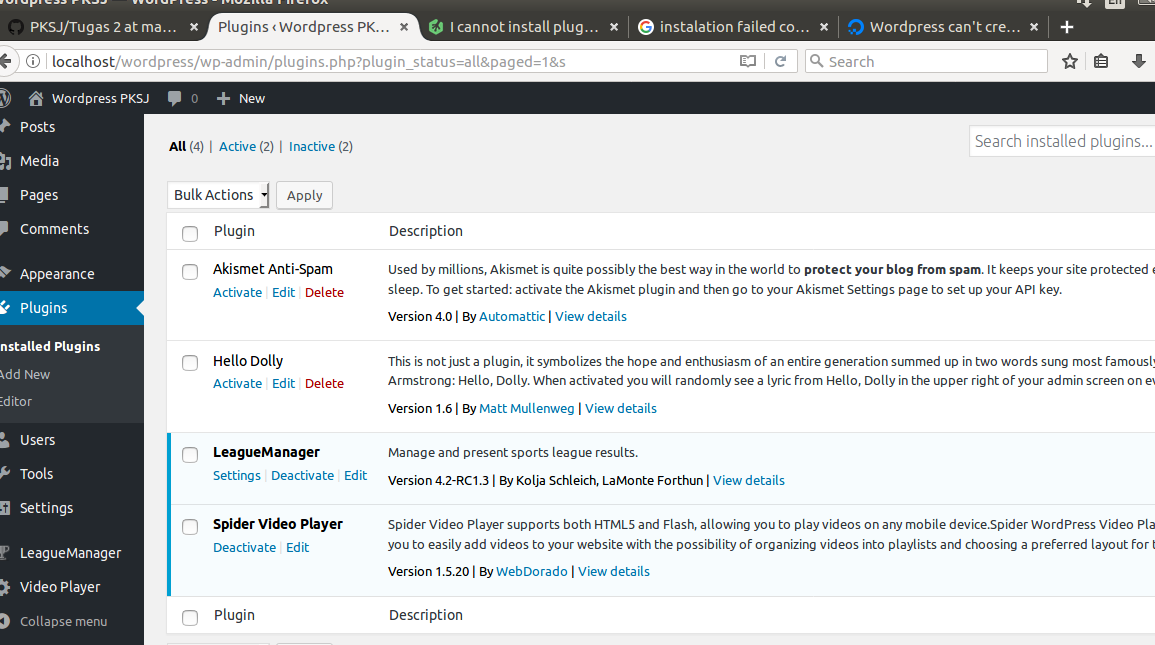 Wordpress PKSJ — WordPress - Mozilla Firefox
En
PKSJ/Tugas 2 at ma... ×
Plugins ‹ Wordpress PK... ×
I cannot install plug... ×
instalation failed co... ×
Wordpress can't cre... ×
localhost/wordpress/wp-admin/plugins.php?plugin_status=all&paged=1&s
Search
Wordpress PKSJ 0 New
Posts
Media
Pages
Comments
Appearance
Plugins
nstalled Plugins
Add New
Editor
Users
Tools
Settings
LeagueManager
Video Player
Collapse menu
All (4) | Active (2) | Inactive (2)
Search installed plugins...
Bulk Actions Apply
Plugin Description
Akismet Anti-Spam
Activate | Edit | Delete
Used by millions, Akismet is quite possibly the best way in the world to protect your blog from spam. It keeps your site protected
sleep. To get started: activate the Akismet plugin and then go to your Akismet Settings page to set up your API key.
Version 4.0 | By Automattic | View details
Hello Dolly
Activate | Edit | Delete
This is not just a plugin, it symbolizes the hope and enthusiasm of an entire generation summed up in two words sung most famously
Armstrong: Hello, Dolly. When activated you will randomly see a lyric from Hello, Dolly in the upper right of your admin screen on
Version 1.6 | By Matt Mullenweg | View details
LeagueManager
Settings | Deactivate | Edit
Manage and present sports league results.
Version 4.2-RC1.3 | By Kolja Schleich, LaMonte Forthun | View details
Spider Video Player
Deactivate | Edit
Spider Video Player supports both HTML5 and Flash, allowing you to play videos on any mobile device.Spider WordPress Video Pla
you to easily add videos to your website with the possibility of organizing videos into playlists and choosing a preferred layout for
Version 1.5.20 | By WebDorado | View details
Plugin Description